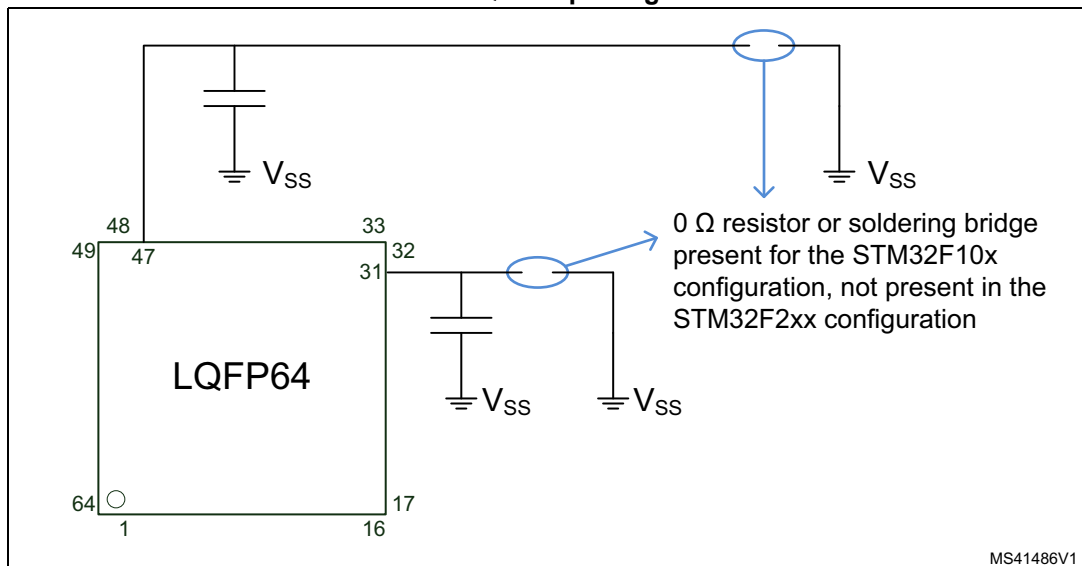 VSS
VSS
0 Ω resistor or soldering bridge
present for the STM32F10x
configuration, not present in the
STM32F2xx configuration
48
33
49
47
32
31
LQFP64
VSS
VSS
64
17
1
16
MS41486V1